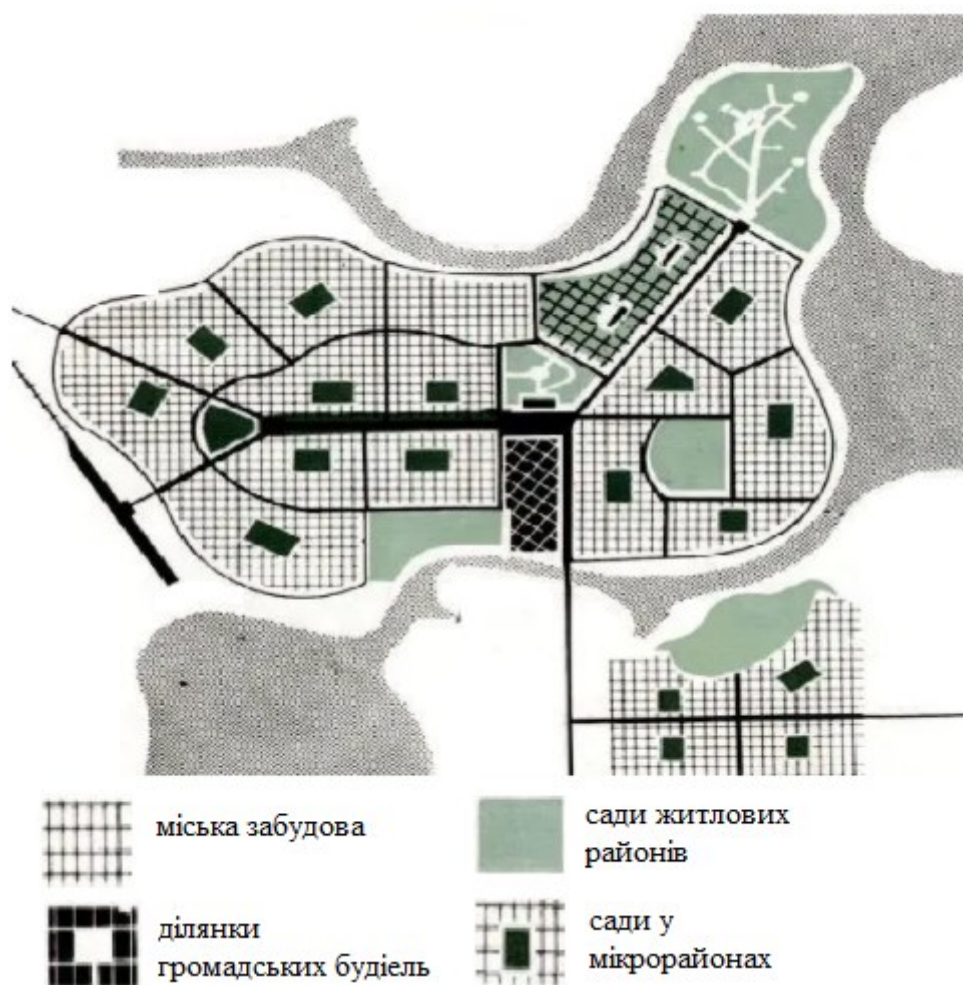 міська забудова
сади житлових
районів
ділянки
громадських будіель
сади у
мікрорайонах